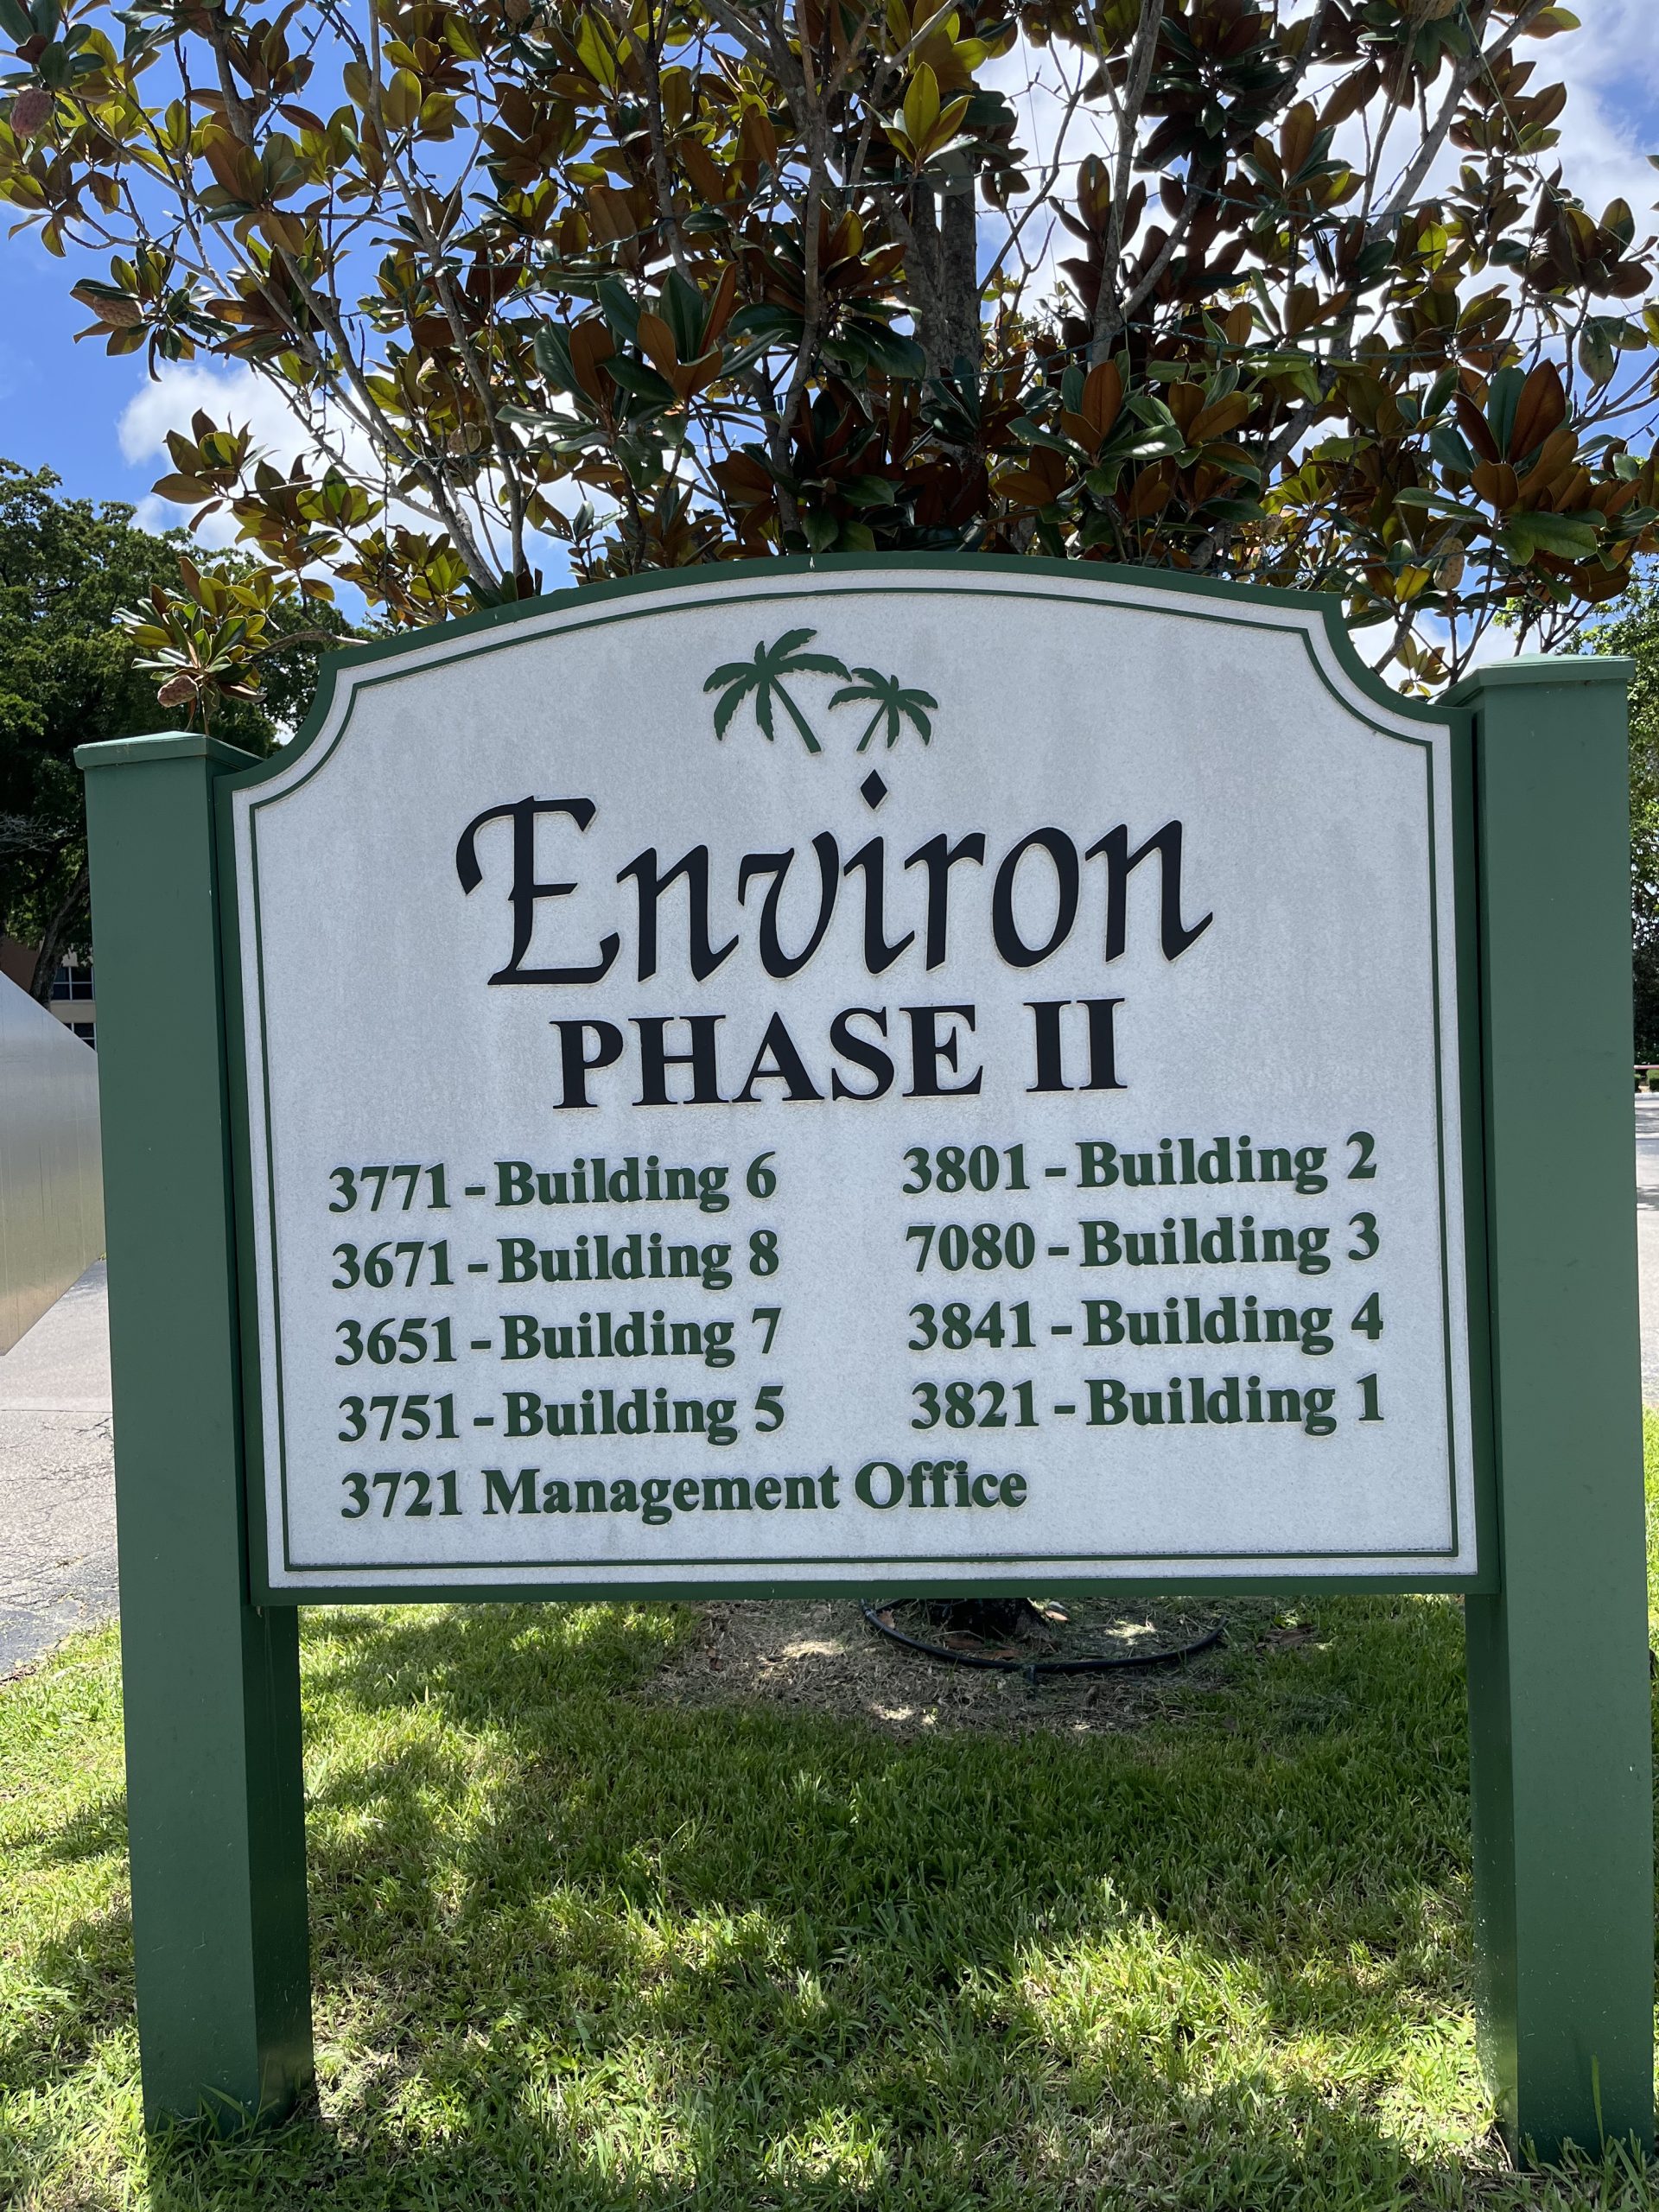 Environ
PHASE II
3771 - Building 6
3671 - Building 8
3651 - Building 7
3751 - Building 5
3801 - Building 2
7080 - Building 3
3841 - Building 4
3821 - Building 1
3721 Management Office